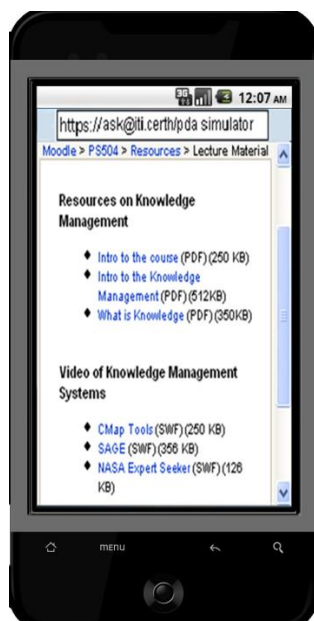 3G
12:07 AM
https://ask@iti.certh/pda simulator
Moodle > PS504 > Resources > Lecture Material
Resources on Knowledge
Management
Intro to the course (PDF)(250 KB)
Intro to the Knowledge
Management (PDF)(512KB)
What is Knowledge (PDF)(350KB)
Video of Knowledge Management
Systems
CMap Tools (SWF)(250 KB)
SAGE (SWF)(356 KB)
NASA Expert Seeker (SWF)(126
KB)
MENU